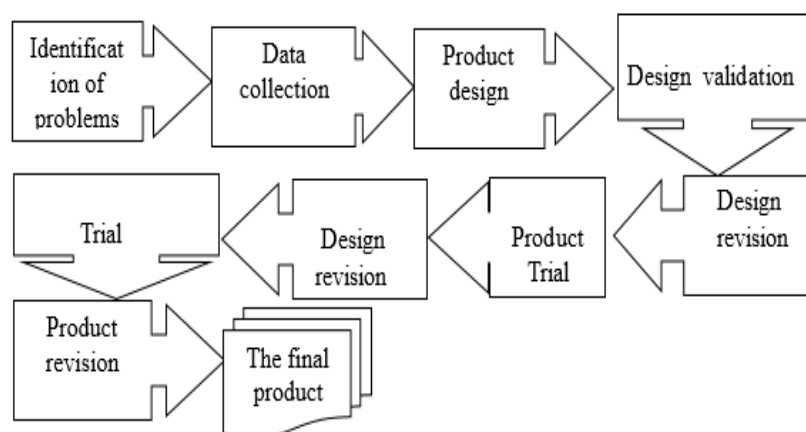 Identificat
ion of
problems
Data
collection
Product
design
Design validation
Design
revision
Product
Trial
Design
revision
Trial
Product
revision
The final
product